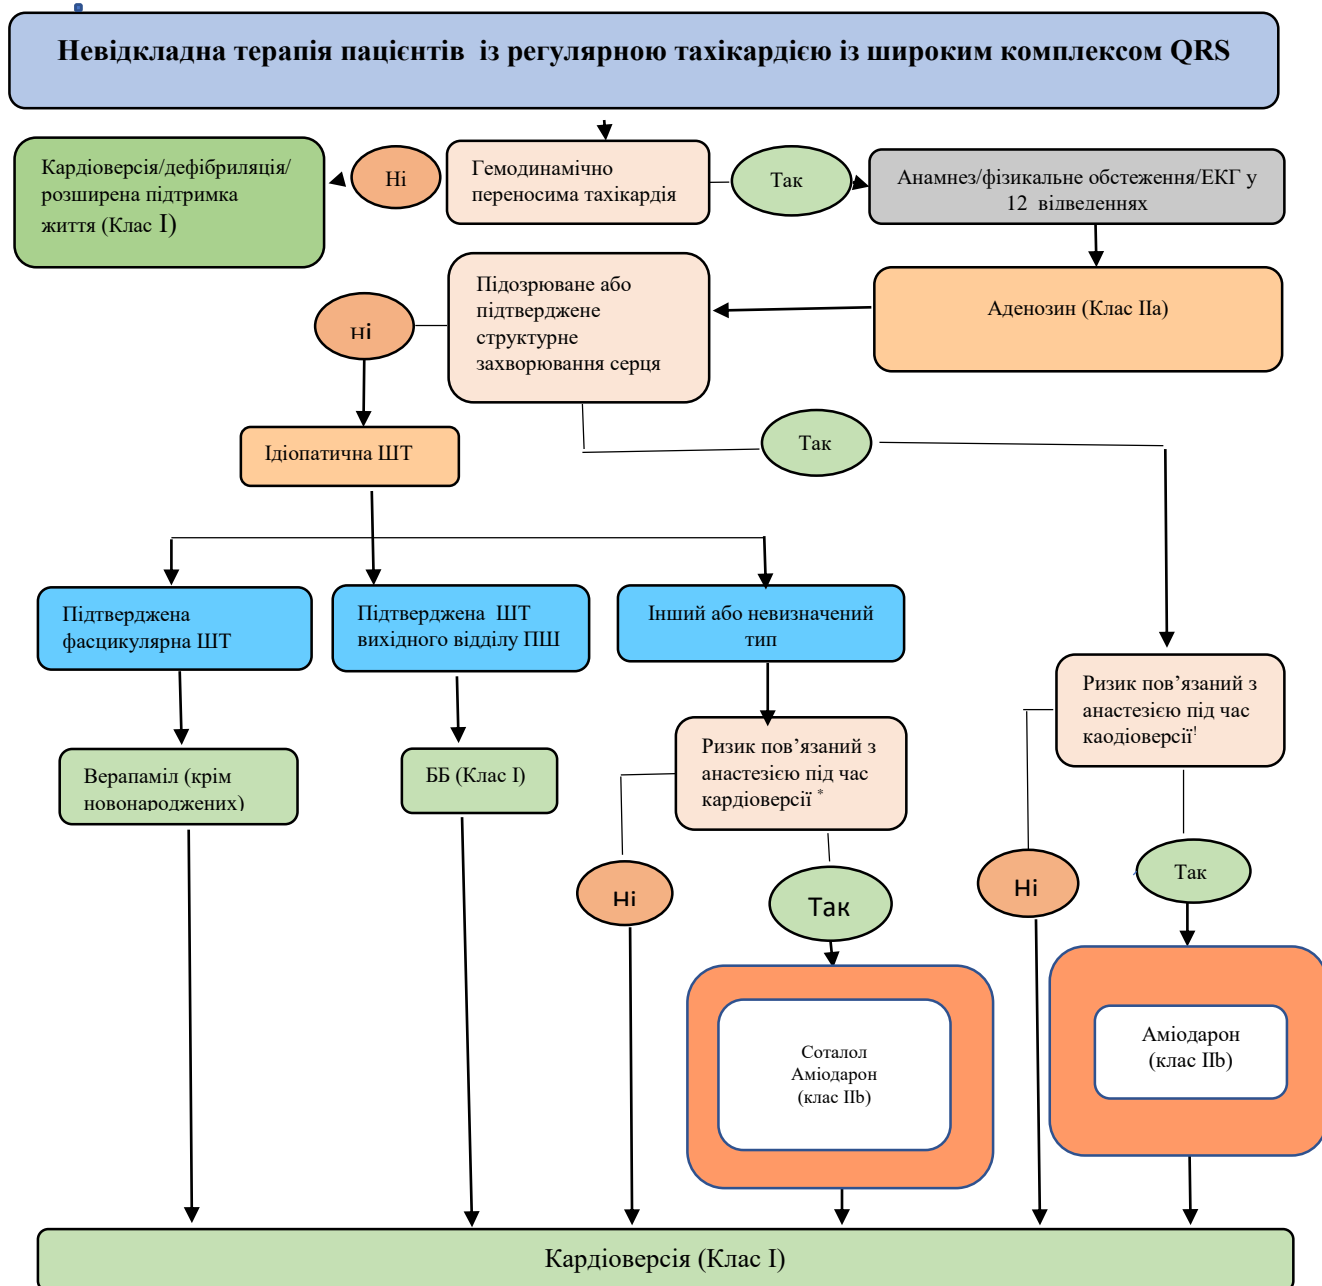 Невідкладна терапія пацієнтів із регулярною тахікардією із широким комплексом QRS
Кардіоверсія/дефібриляція/
розширена підтримка
життя (Клас I)
Ні
Гемодинамічно
переносима тахікардія
Так
Анамнез/фізикальне обстеження/ЕКГ у
12 відведеннях
Підозрюване або
підтверджене
структурне
захворювання серця
Аденозин (Клас IIa)
Ні
Так
Ідіопатична ШТ
Підтверджена
фасцикулярна ШТ
Підтверджена ШТ
вихідного відділу ПШ
Інший або невизначений
тип
Ризик пов’язаний з
анастезією під час
каодіоверсії!
Верапаміл (крім
новонароджених)
ББ (Клас I)
Ризик пов’язаний з
анастезією під час
кардіоверсії *
Ні
Так
Ні
Так
Соталол
Аміодарон
(клас IIb)
Аміодарон
(клас IIb)
Кардіоверсія (Клас I)